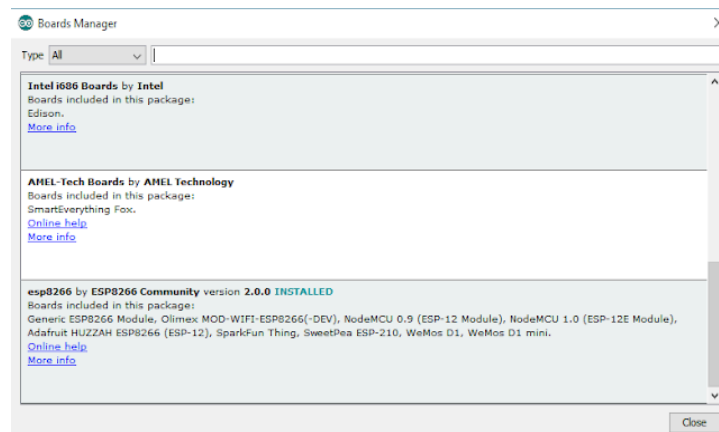 Boards Manager
Type All
Intel i686 Boards by Intel
Boards included in this package:
Edison.
More info
AMEL-Tech Boards by AMEL Technology
Boards included in this package:
SmartEverything Fox.
Online help
More info
esp8266 by ESP8266 Community version 2.0.0 INSTALLED
Boards included in this package:
Generic ESP8266 Module, Olimex MOD-WIFI-ESP8266(-DEV), NodeMCU 0.9 (ESP-12 Module), NodeMCU 1.0 (ESP-12E Module),
Adafruit HUZZAH ESP8266 (ESP-12), SparkFun Thing, SweetPea ESP-210, WeMos D1, WeMos D1 mini.
Online help
More info
Close